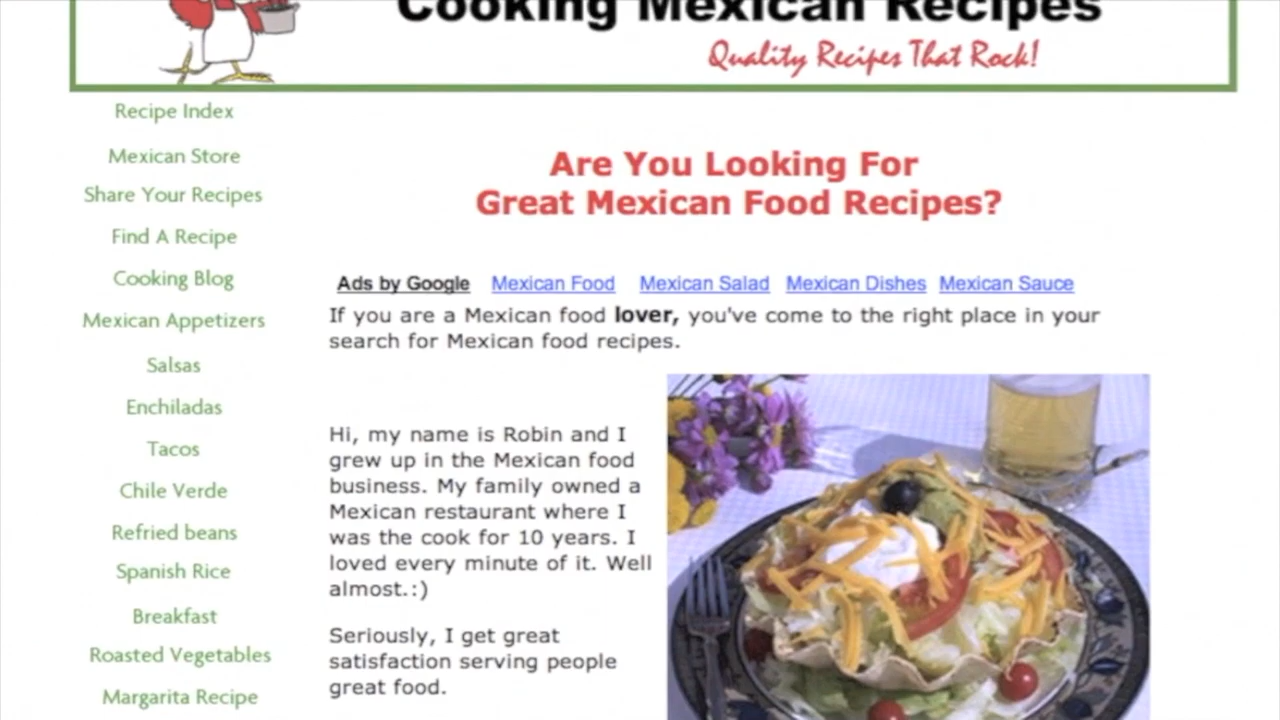 Cooking Mexican Recipes
Quality Recipes That Rock!
Recipe Index
Mexican Store
Share Your Recipes
Find A Recipe
Cooking Blog
Mexican Appetizers
Salsas
Enchiladas
Tacos
Chile Verde
Refried beans
Spanish Rice
Breakfast
Roasted Vegetables
Margarita Recipe
Are You Looking For
Great Mexican Food Recipes?
Ads by Google Mexican Food Mexican Salad Mexican Dishes Mexican Sauce
If you are a Mexican food lover, you've come to the right place in your
search for Mexican food recipes.
Hi, my name is Robin and I
grew up in the Mexican food
business. My family owned a
Mexican restaurant where I
was the cook for 10 years. I
loved every minute of it. Well
almost.:)
Seriously, I get great
satisfaction serving people
great food.